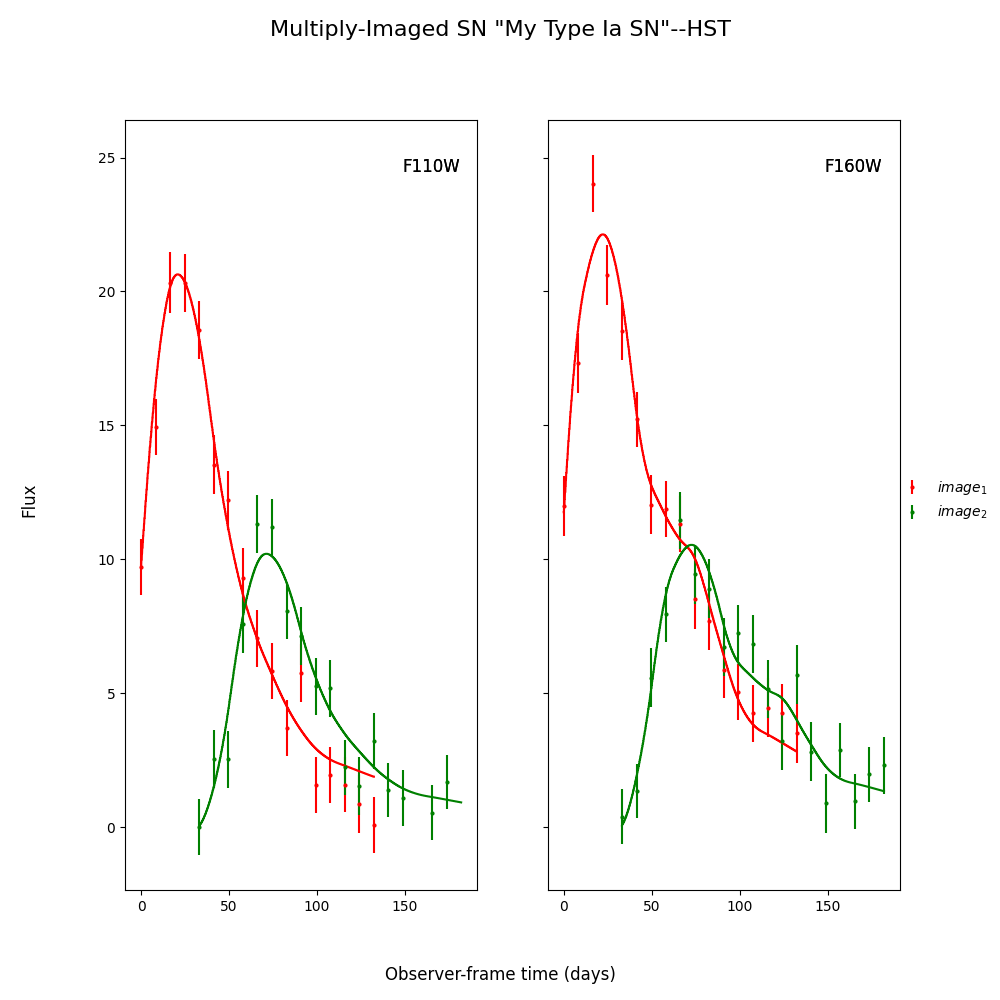 Multiply-Imaged SN "My Type Ia SN"--HST
F110W
F160W
25
20
15
10
5
0
Flux
image₁
image₂
0 50 100 150
0 50 100 150
Observer-frame time (days)